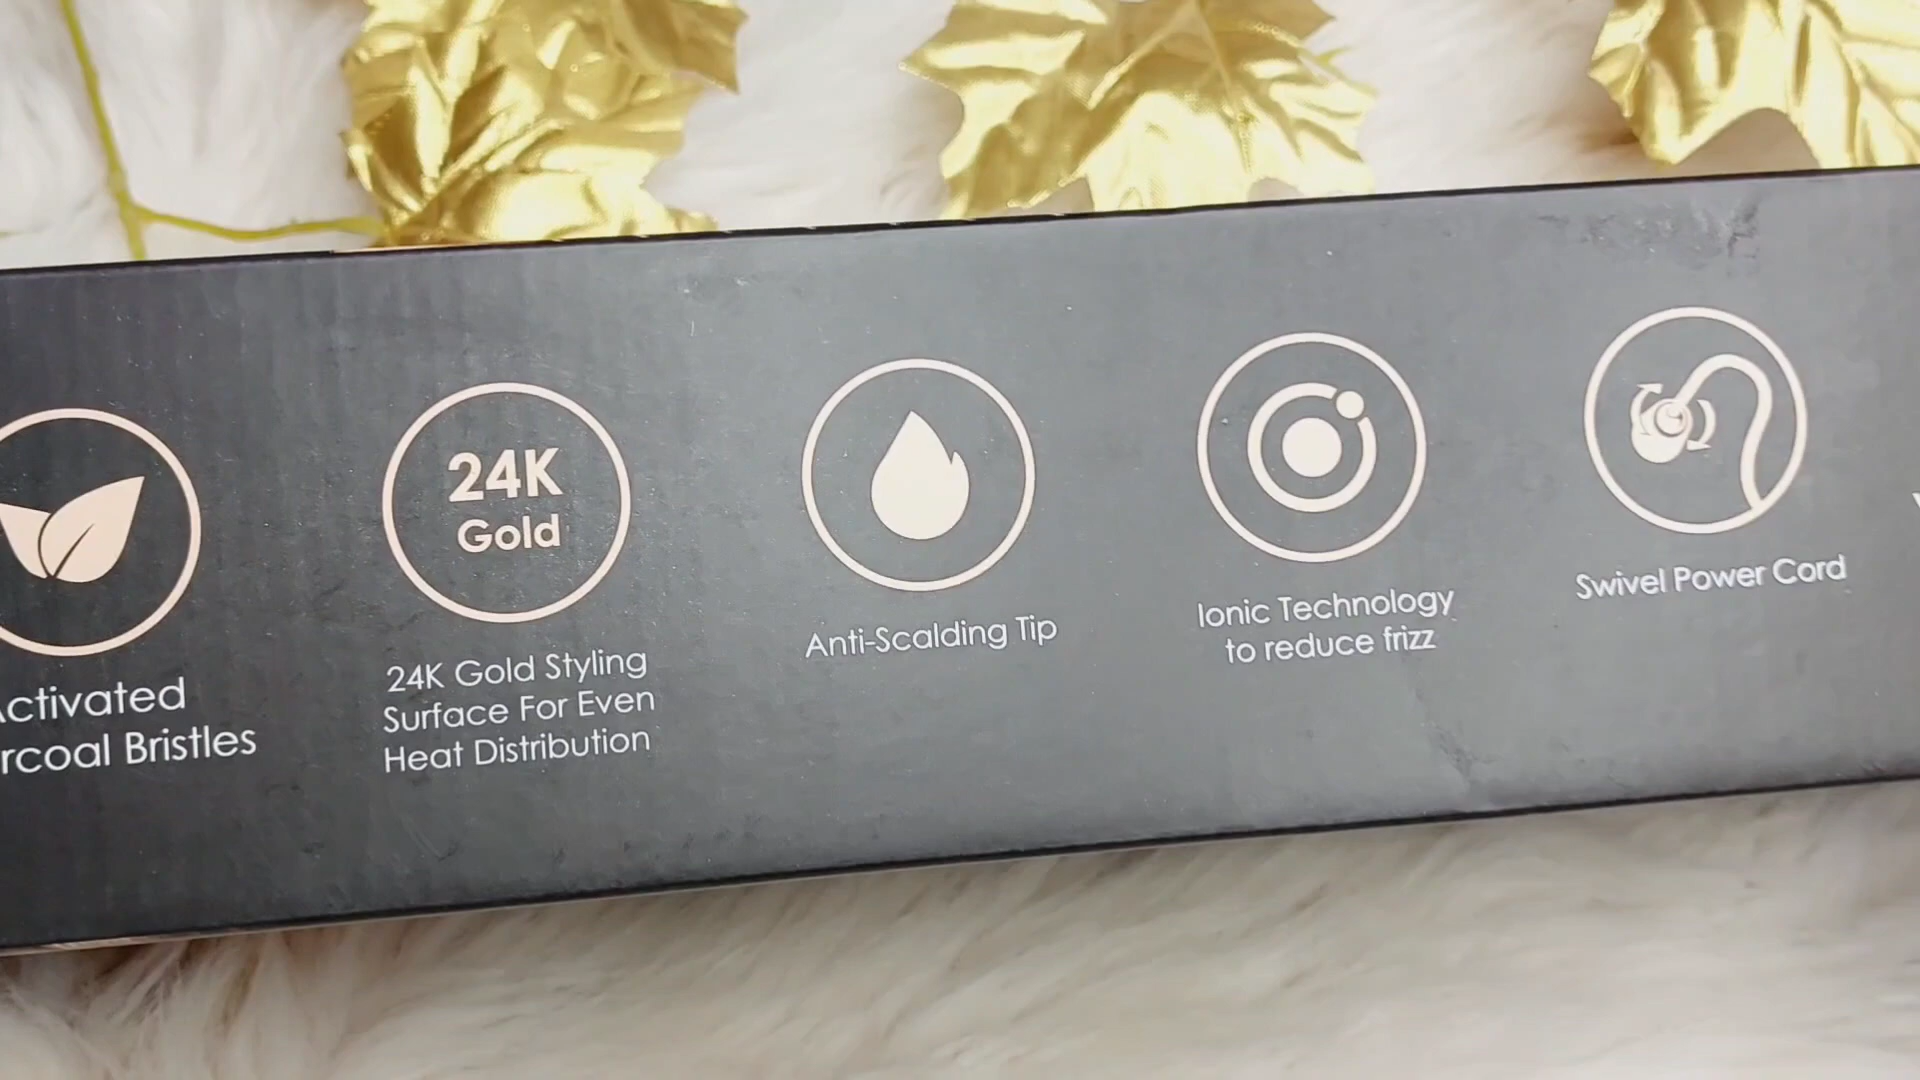 Activated
rcoal Bristles
24K
Gold
24K Gold Styling
Surface For Even
Heat Distribution
Anti-Scalding Tip
Ionic Technology
to reduce frizz
Swivel Power Cord